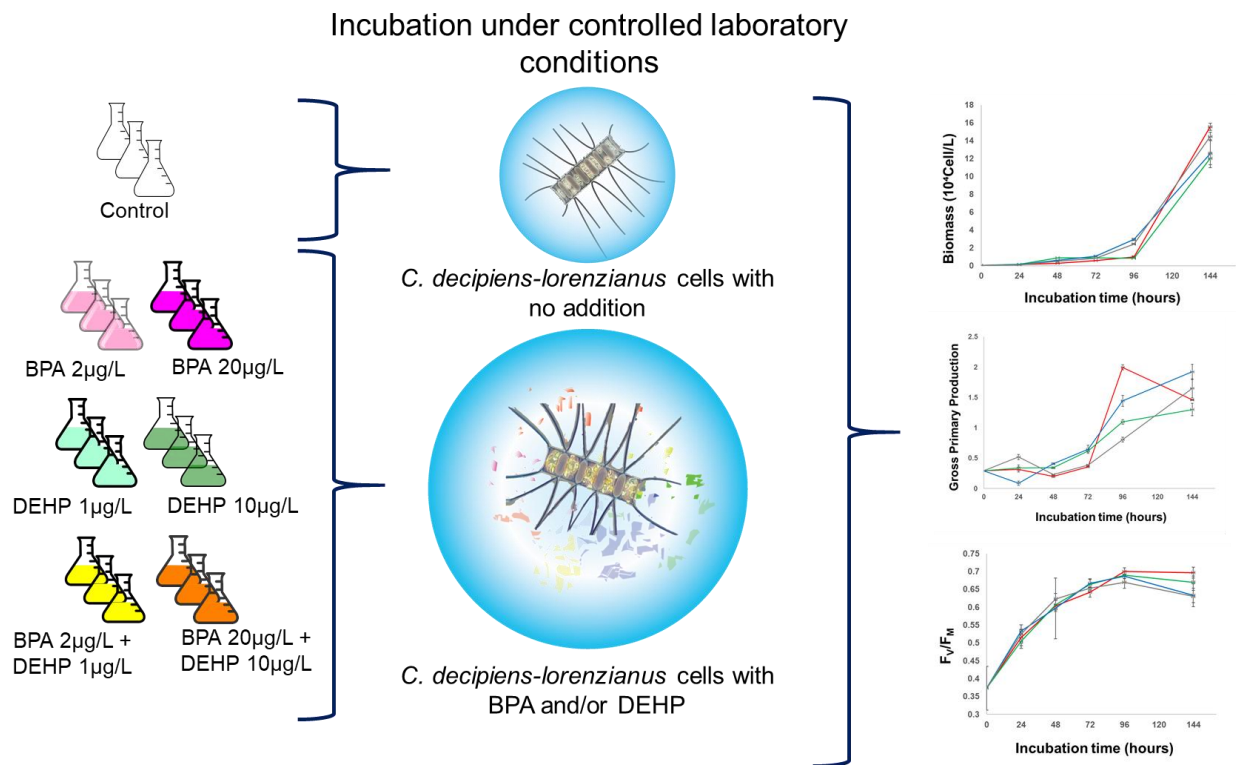 Incubation under controlled laboratory
conditions
Control
BPA 2µg/L
BPA 20µg/L
DEHP 1µg/L
DEHP 10µg/L
BPA 2µg/L +
DEHP 1µg/L
BPA 20µg/L +
DEHP 10µg/L
C. decipiens-lorenzianus cells with
no addition
C. decipiens-lorenzianus cells with
BPA and/or DEHP
Biomass (10⁴Cell/L)
18
16
14
12
10
8
6
4
2
0
0 24 48 72 96 120 144
Incubation time (hours)
Gross Primary Production
2.5
2
1.5
1
0.5
0
0 24 48 72 96 120 144
Incubation time (hours)
FV/FM
0.75
0.7
0.65
0.6
0.55
0.5
0.45
0.4
0.35
0.3
0 24 48 72 96 120 144
Incubation time (hours)